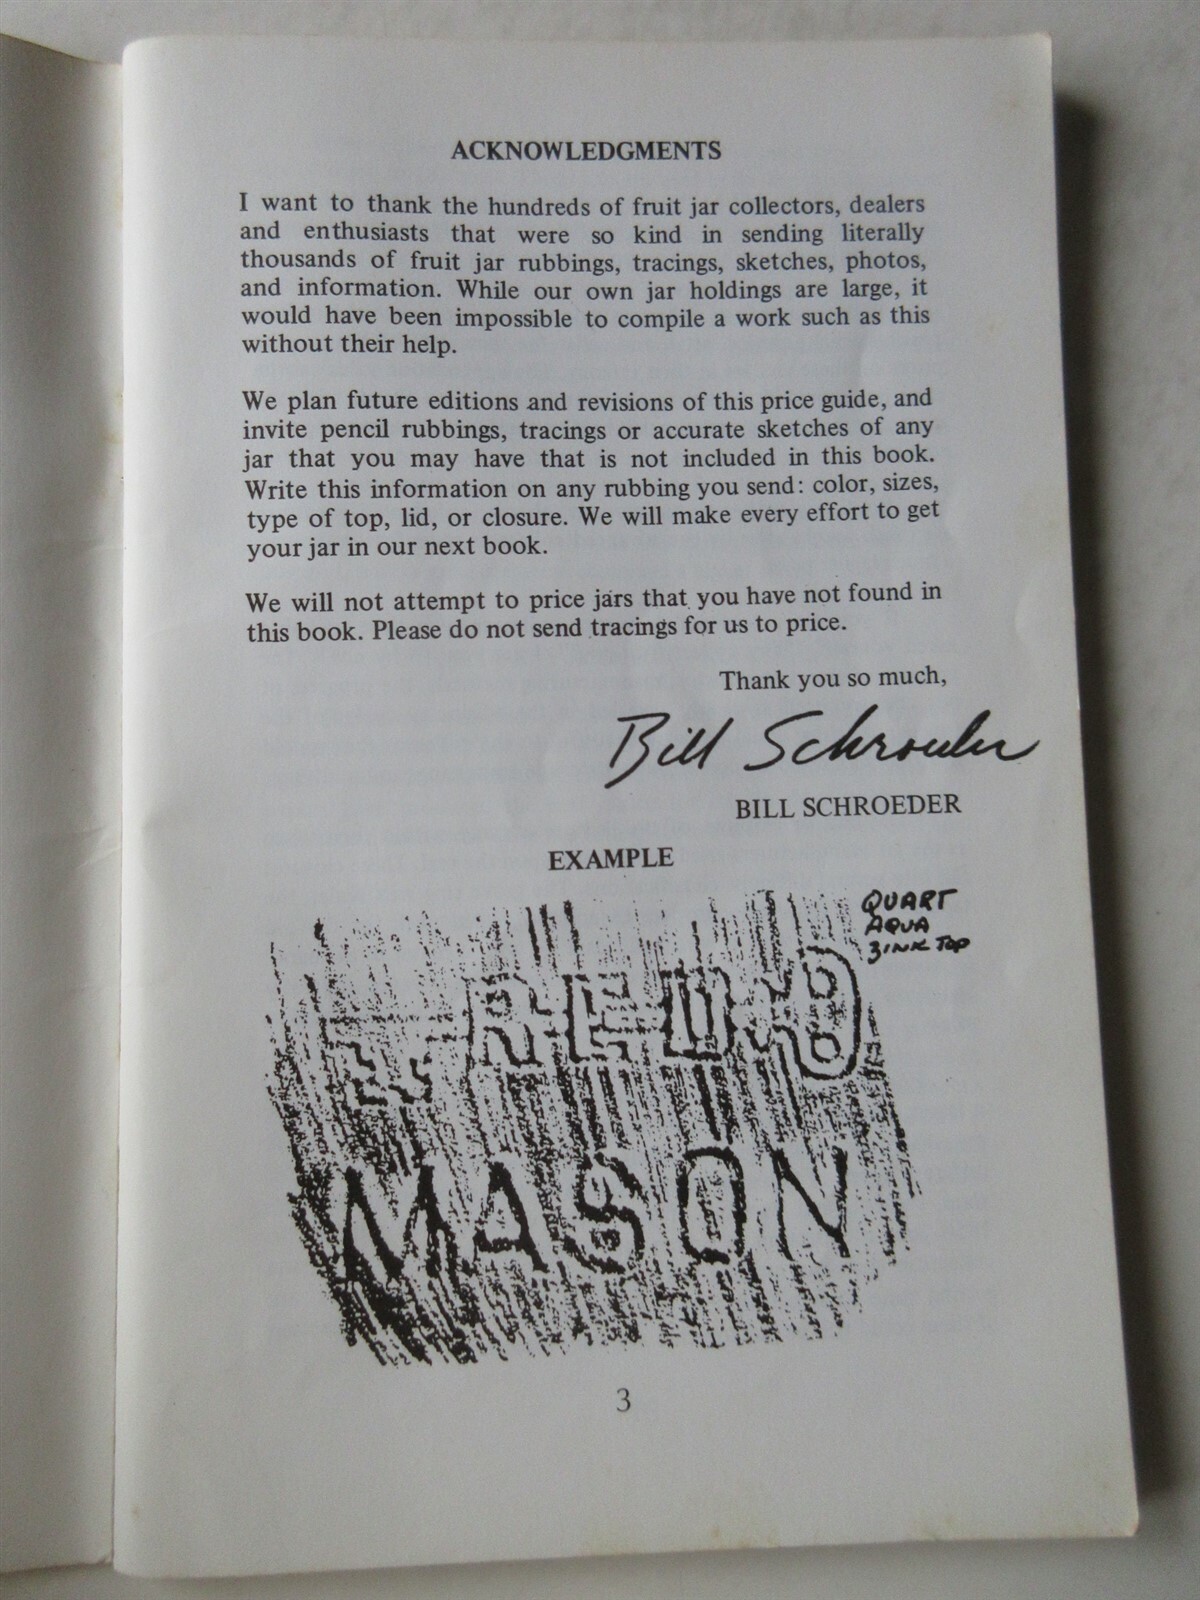 ACKNOWLEDGMENTS
I want to thank the hundreds of fruit jar collectors, dealers
and enthusiasts that were so kind in sending literally
thousands of fruit jar rubbings, tracings, sketches, photos,
and information. While our own jar holdings are large, it
would have been impossible to compile a work such as this
without their help.
We plan future editions and revisions of this price guide, and
invite pencil rubbings, tracings or accurate sketches of any
jar that you may have that is not included in this book.
Write this information on any rubbing you send: color, sizes,
type of top, lid, or closure. We will make every effort to get
your jar in our next book.
We will not attempt to price jars that you have not found in
this book. Please do not send tracings for us to price.
Thank you so much,
Bill Schroeder
BILL SCHROEDER
EXAMPLE
QUART
AQUA
ZINK TOP
MASON
3